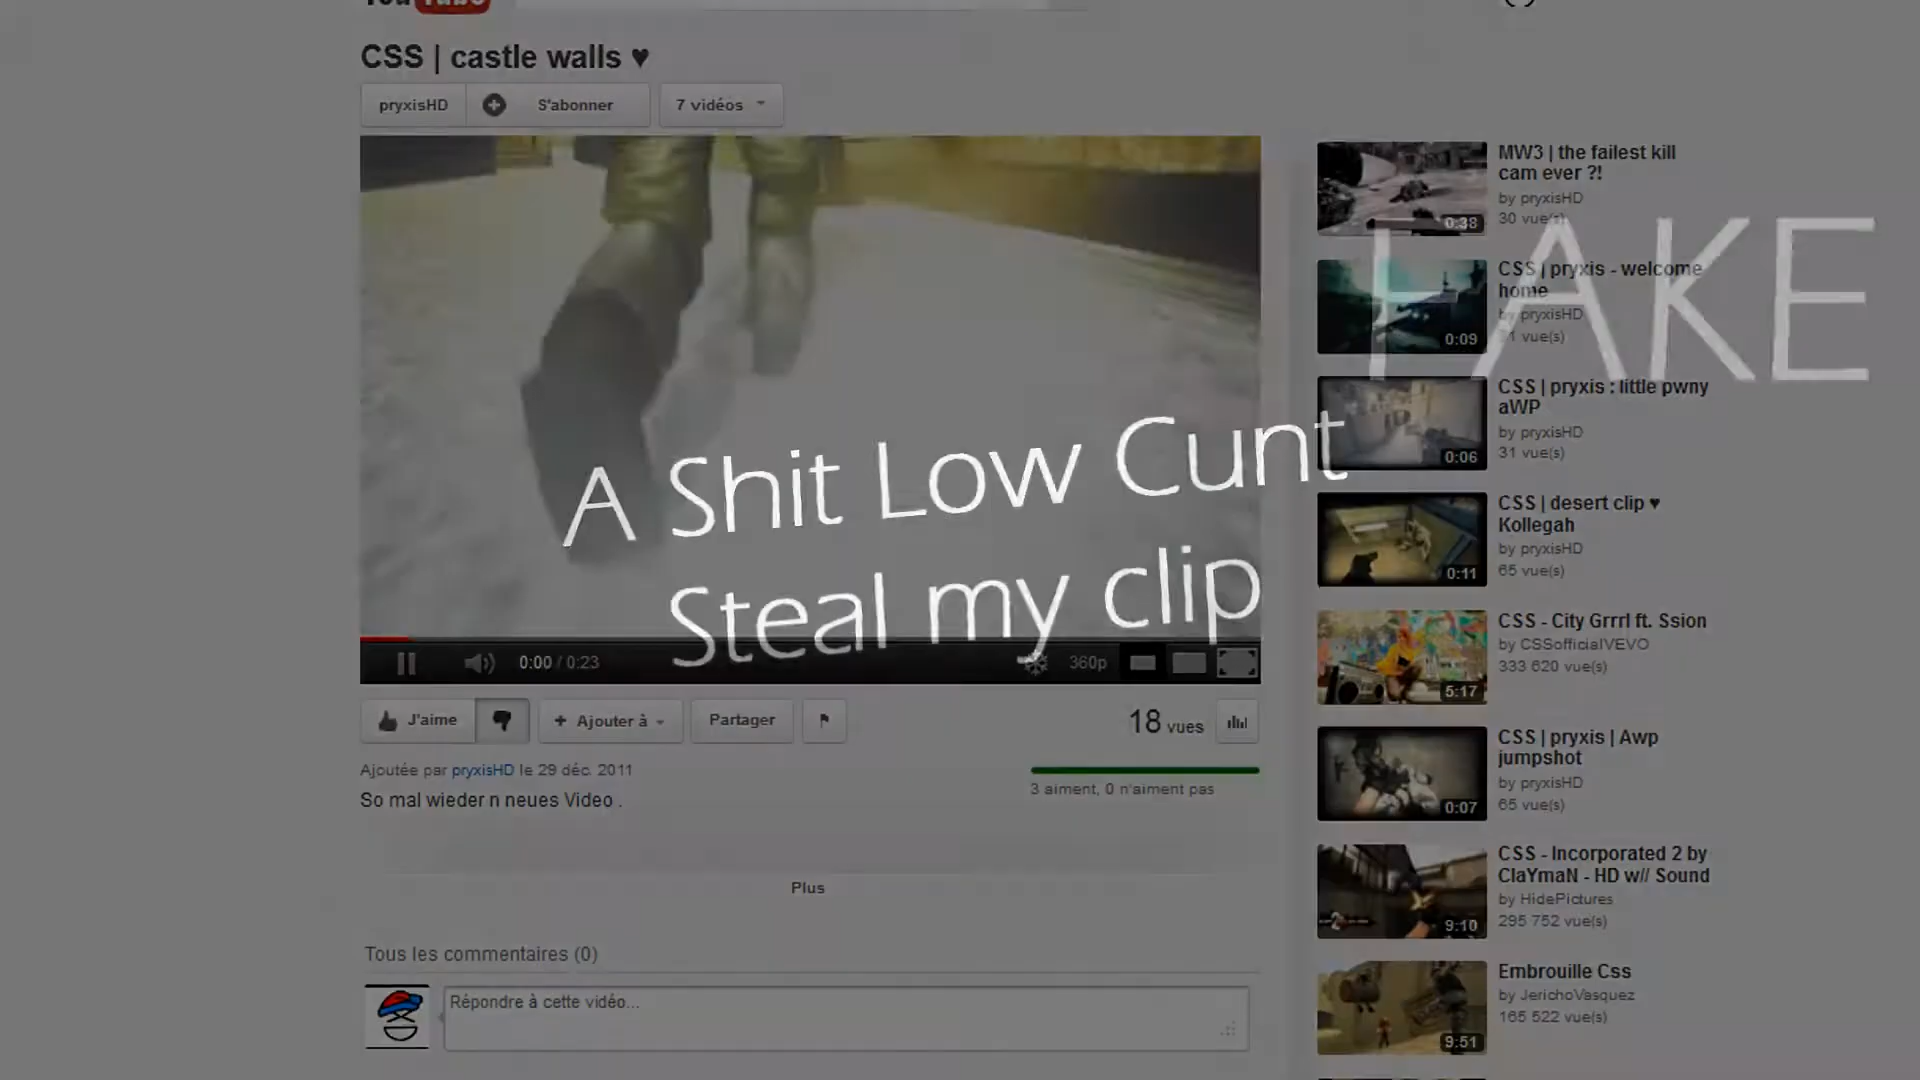 You Tube
CSS | castle walls ♥
pryxisHD
S'abonner
7 vidéos
A Shit Low Cunt
Steal my clip
FAKE
0:00 / 0:23
360p
J'aime
Ajouter à
Partager
18 vues
Ajoutée par pryxisHD le 29 déc. 2011
So mal wieder n neues Video .
3 aiment, 0 n'aiment pas
Plus
Tous les commentaires (0)
Répondre à cette vidéo...
MW3 | the failest kill
cam ever ?!
by pryxisHD
30 vue(s)
0:38
CSS | pryxis - welcome
home
by pryxisHD
31 vue(s)
0:09
CSS | pryxis : little pwny
aWP
by pryxisHD
31 vue(s)
0:06
CSS | desert clip ♥
Kollegah
by pryxisHD
65 vue(s)
0:11
CSS - City Grrrl ft. Ssion
by CSSofficialVEVO
333 620 vue(s)
5:17
CSS | pryxis | Awp
jumpshot
by pryxisHD
65 vue(s)
0:07
CSS - Incorporated 2 by
ClaYmaN - HD w// Sound
by HidePictures
295 752 vue(s)
9:10
Embrouille Css
by JerichoVasquez
165 522 vue(s)
9:51